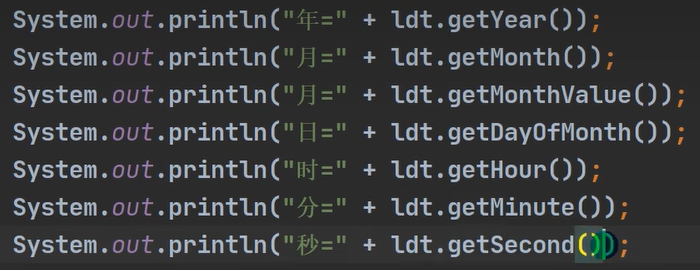 System.out.println("年=" + ldt.getYear());
System.out.println("月=" + ldt.getMonth());
System.out.println("月=" + ldt.getMonthValue());
System.out.println("日=" + ldt.getDayOfMonth());
System.out.println("时=" + ldt.getHour());
System.out.println("分=" + ldt.getMinute());
System.out.println("秒=" + ldt.getSecond());